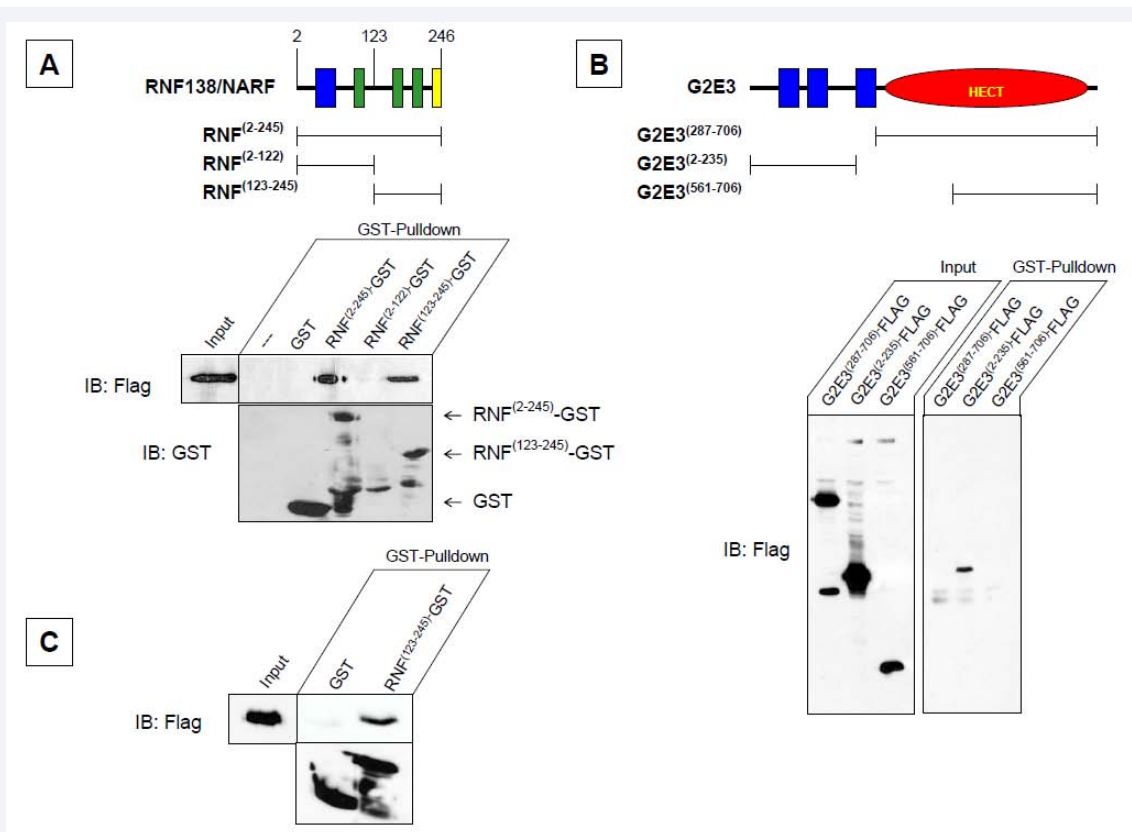 A
2 123 246
RNF138/NARF
RNF(2-245)
RNF(2-122)
RNF(123-245)
GST-Pulldown
Input
---
GST
RNF(2-245)-GST
RNF(2-122)-GST
RNF(123-245)-GST
IB: Flag
IB: GST
← RNF(2-245)-GST
← RNF(123-245)-GST
← GST
B
G2E3
HECT
G2E3(287-706)
G2E3(2-235)
G2E3(561-706)
Input GST-Pulldown
G2E3(287-706)-FLAG
G2E3(2-235)-FLAG
G2E3(561-706)-FLAG
G2E3(287-706)-FLAG
G2E3(2-235)-FLAG
G2E3(561-706)-FLAG
IB: Flag
C
GST-Pulldown
Input
GST
RNF(123-245)-GST
IB: Flag